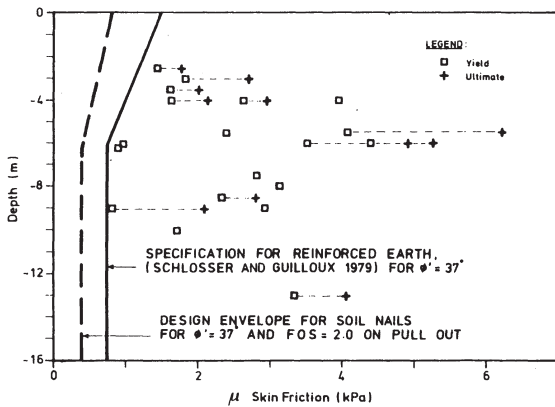 0
-4
-8
-12
-16
Depth (m)
LEGEND:
Yield
Ultimate
SPECIFICATION FOR REINFORCED EARTH,
(SCHLOSSER AND GUILLOUX 1979) FOR ø'= 37°
DESIGN ENVELOPE FOR SOIL NAILS
FOR ø'= 37° AND FOS = 2.0 ON PULL OUT
0 2 4 6
μ Skin Friction (kPa)